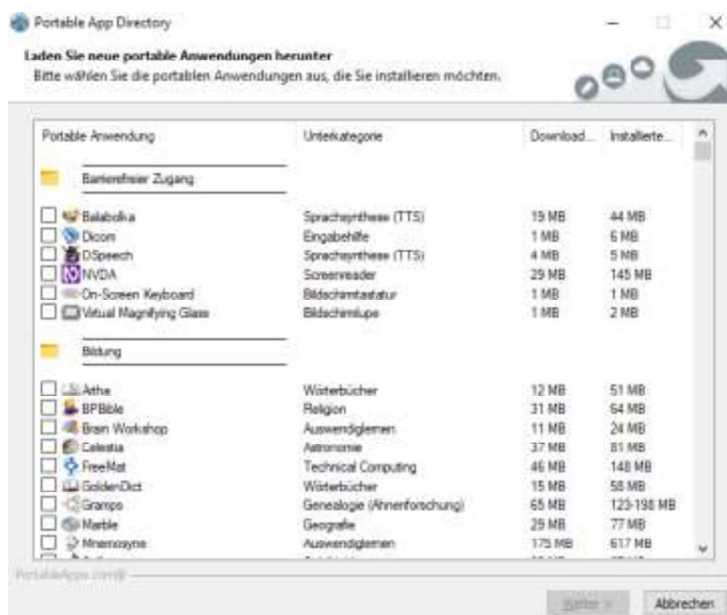 Portable App Directory
Laden Sie neue portable Anwendungen herunter
Bitte wählen Sie die portablen Anwendungen aus, die Sie installieren möchten.
Portable Anwendung Unterkategorie Download... Installierte...
Barrierefreier Zugang
Balabolka Sprachsynthese (TTS) 19 MB 44 MB
Dicom Eingabehilfe 1 MB 6 MB
DSpeech Sprachsynthese (TTS) 4 MB 5 MB
NVDA Screenreader 29 MB 145 MB
On-Screen Keyboard Bildschirmtastatur 1 MB 1 MB
Virtual Magnifying Glass Bildschirmlupe 1 MB 2 MB
Bildung
Artha Wörterbücher 12 MB 51 MB
BPBible Religion 31 MB 64 MB
Brain Workshop Auswendiglernen 11 MB 24 MB
Celestia Astronomie 37 MB 81 MB
FreeMat Technical Computing 46 MB 148 MB
GoldenDict Wörterbücher 15 MB 58 MB
Gramps Genealogie (Ahnenforschung) 65 MB 123-198 MB
Marble Geografie 29 MB 77 MB
Mnemosyne Auswendiglernen 175 MB 617 MB
PortableApps.com®
Weiter > Abbrechen